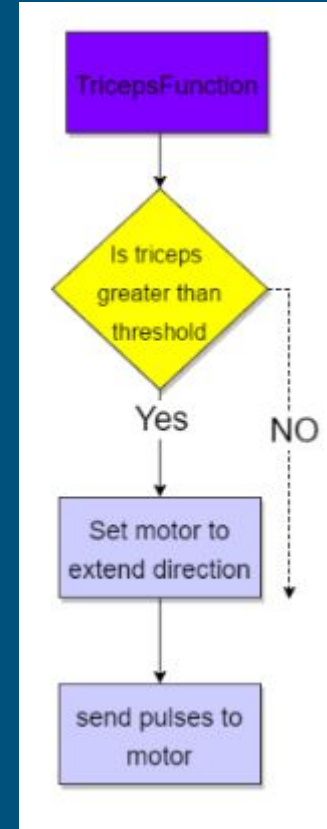 TricepsFunction
Is triceps
greater than
threshold
Yes
NO
Set motor to
extend direction
send pulses to
motor